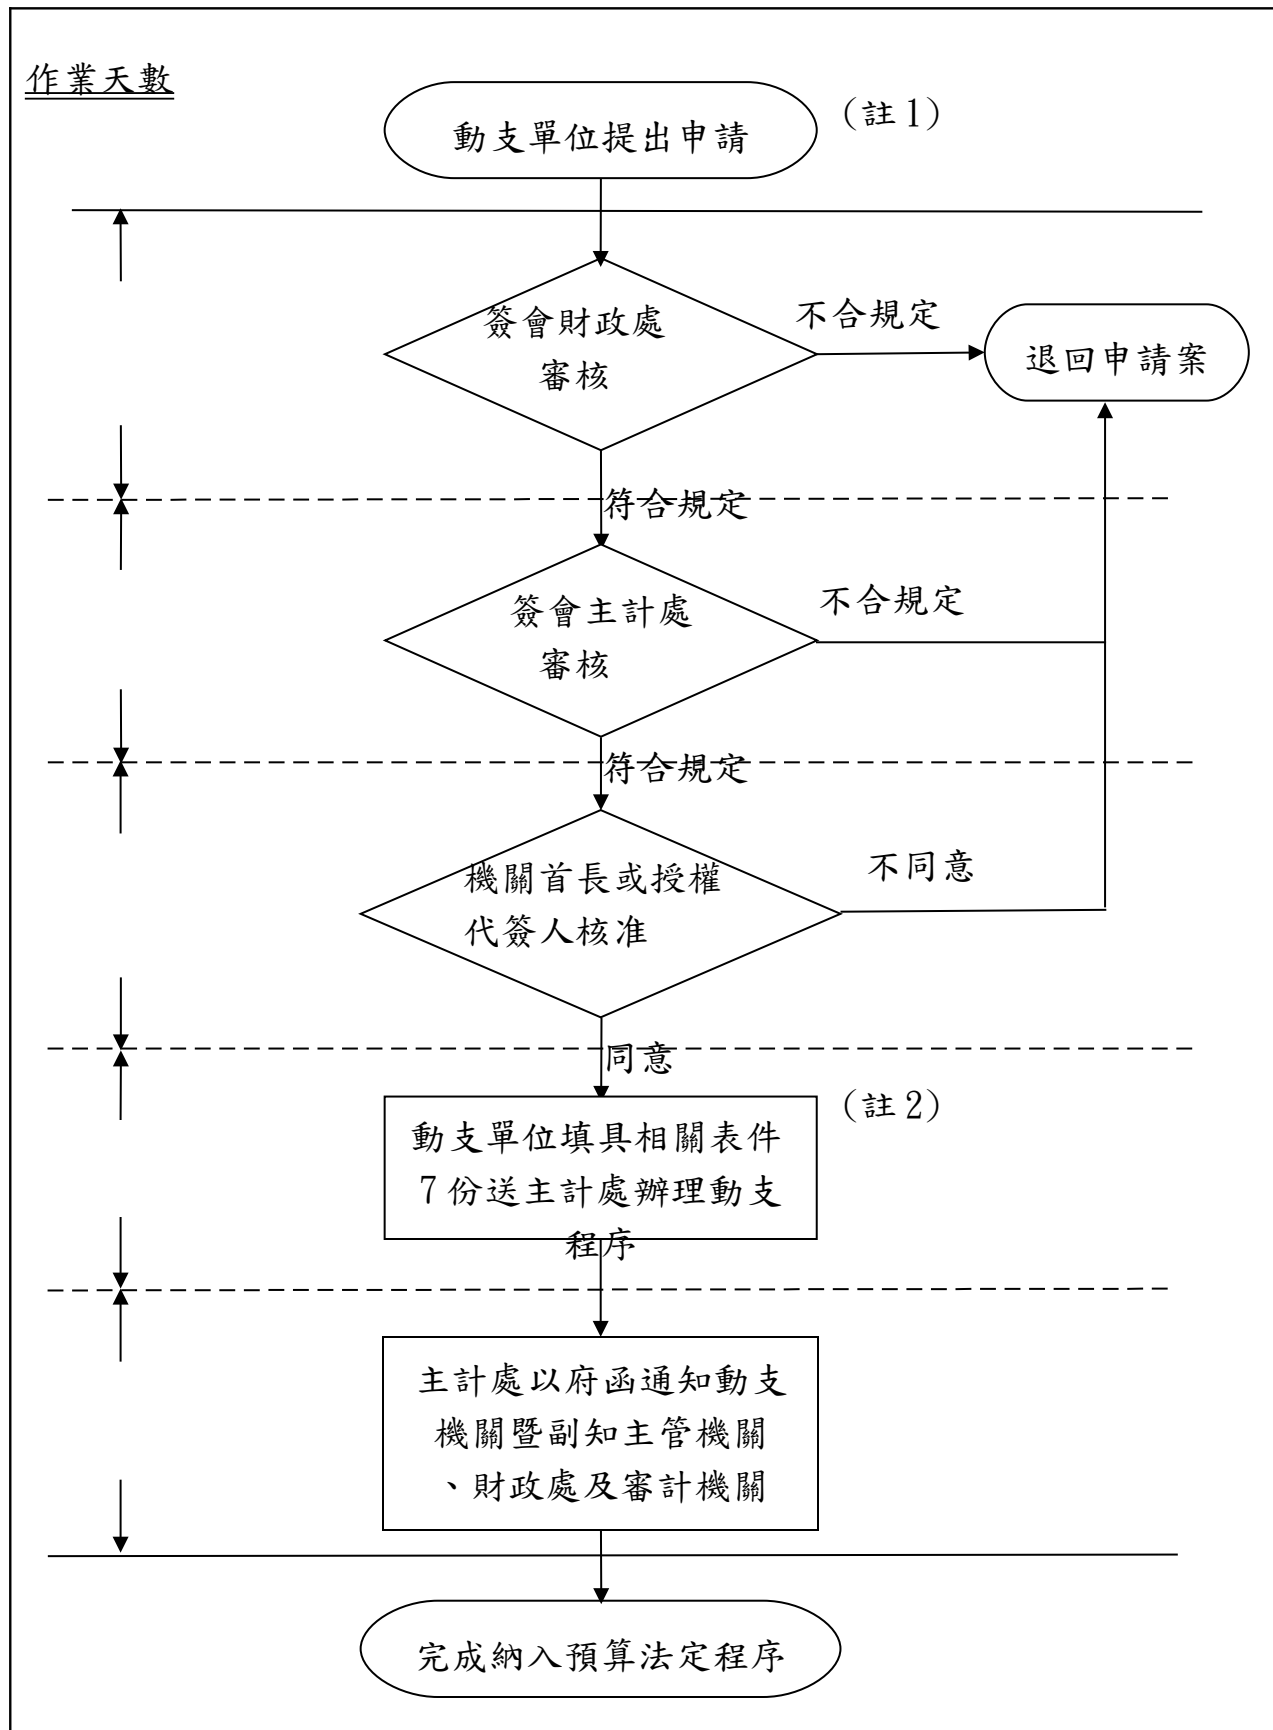 作業天數
動支單位提出申請
(註1)
簽會財政處
審核
不合規定
退回申請案
符合規定
簽會主計處
審核
不合規定
符合規定
機關首長或授權
代簽人核准
不同意
同意
動支單位填具相關表件
7份送主計處辦理動支
程序
(註2)
主計處以府函通知動支
機關暨副知主管機關
、財政處及審計機關
完成納入預算法定程序